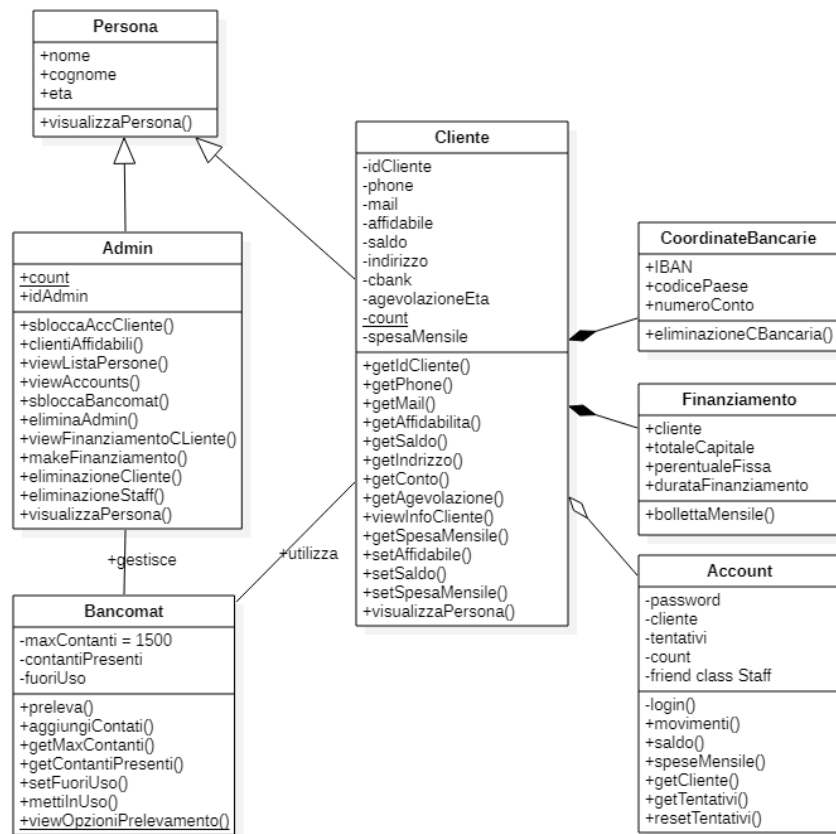 Persona
+nome
+cognome
+eta
+visualizzaPersona()
Cliente
-idCliente
-phone
-mail
-affidabile
-saldo
-indirizzo
-cbank
-agevolazioneEta
-count
-spesaMensile
+getIdCliente()
+getPhone()
+getMail()
+getAffidabilita()
+getSaldo()
+getIndrizzo()
+getConto()
+getAgevolazione()
+viewInfoCliente()
+getSpesaMensile()
+setAffidabile()
+setSaldo()
+setSpesaMensile()
+visualizzaPersona()
Admin
+count
+idAdmin
+sbloccaAccCliente()
+clientiAffidabili()
+viewListaPersone()
+viewAccounts()
+sbloccaBancomat()
+eliminaAdmin()
+viewFinanziamentoCLiente()
+makeFinanziamento()
+eliminazioneCliente()
+eliminazioneStaff()
+visualizzaPersona()
+gestisce
+utilizza
Bancomat
-maxContanti = 1500
-contantiPresenti
-fuoriUso
+preleva()
+aggiungiContati()
+getMaxContanti()
+getContantiPresenti()
+setFuoriUso()
+mettiInUso()
+viewOpzioniPrelevamento()
CoordinateBancarie
+IBAN
+codicePaese
+numeroConto
+eliminazioneCBancaria()
Finanziamento
+cliente
+totaleCapitale
+perentualeFissa
+durataFinanziamento
+bollettaMensile()
Account
-password
-cliente
-tentativi
-count
-friend class Staff
-login()
+movimenti()
+saldo()
+speseMensile()
+getCliente()
+getTentativi()
+resetTentativi()